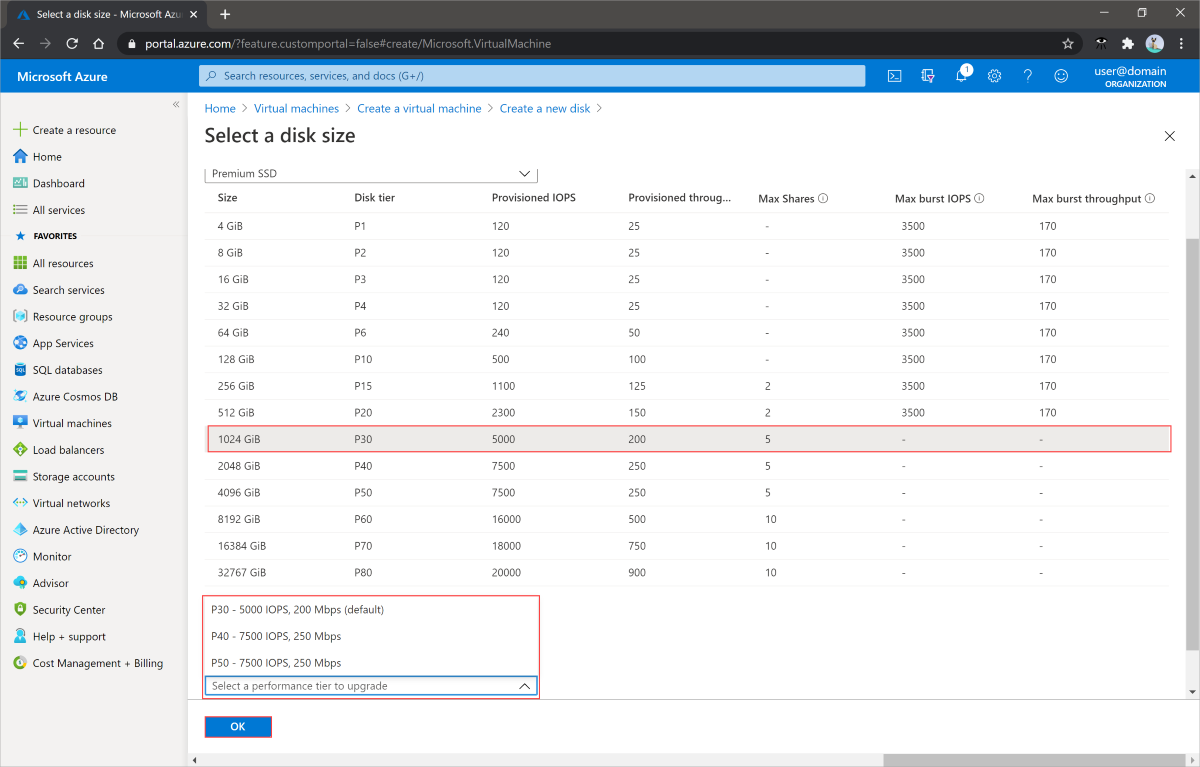 Select a disk size - Microsoft Azu
portal.azure.com/?feature.customportal=false#create/Microsoft.VirtualMachine
Microsoft Azure
Search resources, services, and docs (G+/)
1
user@domain
ORGANIZATION
Create a resource
Home
Dashboard
All services
FAVORITES
All resources
Search services
Resource groups
App Services
SQL databases
Azure Cosmos DB
Virtual machines
Load balancers
Storage accounts
Virtual networks
Azure Active Directory
Monitor
Advisor
Security Center
Help + support
Cost Management + Billing
Home > Virtual machines > Create a virtual machine > Create a new disk >
Select a disk size
Premium SSD
Size Disk tier Provisioned IOPS Provisioned throug... Max Shares Max burst IOPS Max burst throughput
4 GiB P1 120 25 - 3500 170
8 GiB P2 120 25 - 3500 170
16 GiB P3 120 25 - 3500 170
32 GiB P4 120 25 - 3500 170
64 GiB P6 240 50 - 3500 170
128 GiB P10 500 100 - 3500 170
256 GiB P15 1100 125 2 3500 170
512 GiB P20 2300 150 2 3500 170
1024 GiB P30 5000 200 5 - -
2048 GiB P40 7500 250 5 - -
4096 GiB P50 7500 250 5 - -
8192 GiB P60 16000 500 10 - -
16384 GiB P70 18000 750 10 - -
32767 GiB P80 20000 900 10 - -
P30 - 5000 IOPS, 200 Mbps (default)
P40 - 7500 IOPS, 250 Mbps
P50 - 7500 IOPS, 250 Mbps
Select a performance tier to upgrade
OK